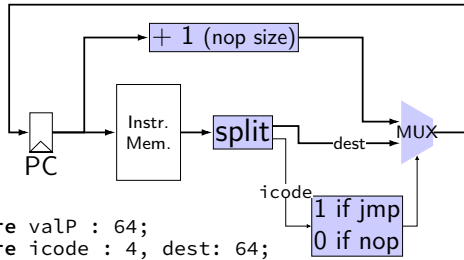 + 1 (nop size)
Instr.
Mem.
split
MUX
dest
PC
icode
1 if jmp
0 if nop
re valP : 64;
re icode : 4, dest: 64;